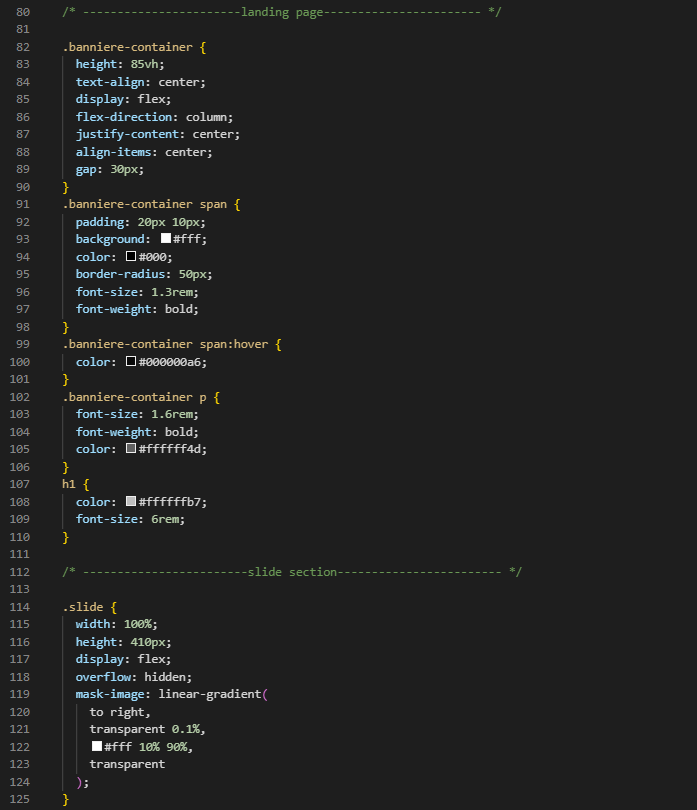 80 /* -----------------------landing page----------------------- */
81
82 .banniere-container {
83 height: 85vh;
84 text-align: center;
85 display: flex;
86 flex-direction: column;
87 justify-content: center;
88 align-items: center;
89 gap: 30px;
90 }
91 .banniere-container span {
92 padding: 20px 10px;
93 background: #fff;
94 color: #000;
95 border-radius: 50px;
96 font-size: 1.3rem;
97 font-weight: bold;
98 }
99 .banniere-container span:hover {
100 color: #000000a6;
101 }
102 .banniere-container p {
103 font-size: 1.6rem;
104 font-weight: bold;
105 color: #ffffff4d;
106 }
107 h1 {
108 color: #ffffffb7;
109 font-size: 6rem;
110 }
111
112 /* ------------------------slide section------------------------ */
113
114 .slide {
115 width: 100%;
116 height: 410px;
117 display: flex;
118 overflow: hidden;
119 mask-image: linear-gradient(
120 to right,
121 transparent 0.1%,
122 #fff 10% 90%,
123 transparent
124 );
125 }